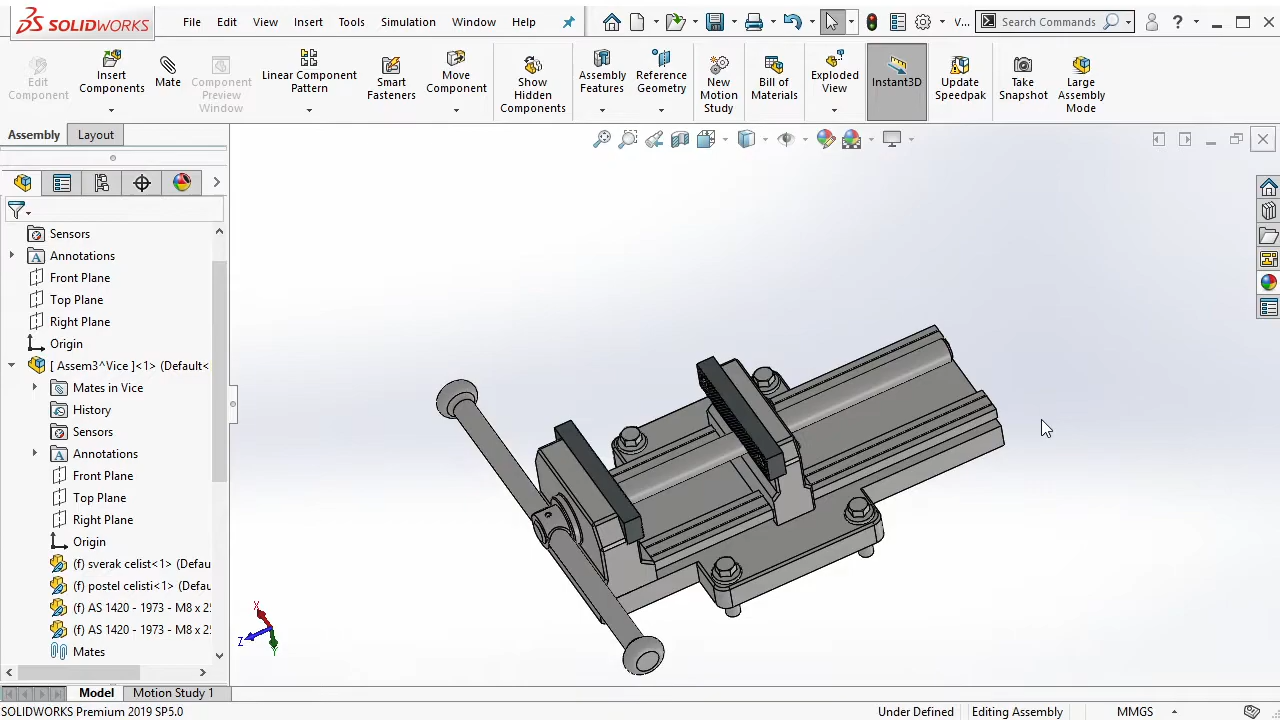 SOLIDWORKS
File Edit View Insert Tools Simulation Window Help
V...
Search Commands
?
Edit Component
Insert Components
Mate
Component Preview Window
Linear Component Pattern
Smart Fasteners
Move Component
Show Hidden Components
Assembly Features
Reference Geometry
New Motion Study
Bill of Materials
Exploded View
Instant3D
Update Speedpak
Take Snapshot
Large Assembly Mode
Assembly Layout
Sensors
Annotations
Front Plane
Top Plane
Right Plane
Origin
[ Assem3^Vice ]<1> (Default<
Mates in Vice
History
Sensors
Annotations
Front Plane
Top Plane
Right Plane
Origin
(f) sverak celist<1> (Defau
(f) postel celisti<1> (Defau
(f) AS 1420 - 1973 - M8 x 25
(f) AS 1420 - 1973 - M8 x 25
Mates
X
Z
Y
Model Motion Study 1
SOLIDWORKS Premium 2019 SP5.0
Under Defined Editing Assembly MMGS